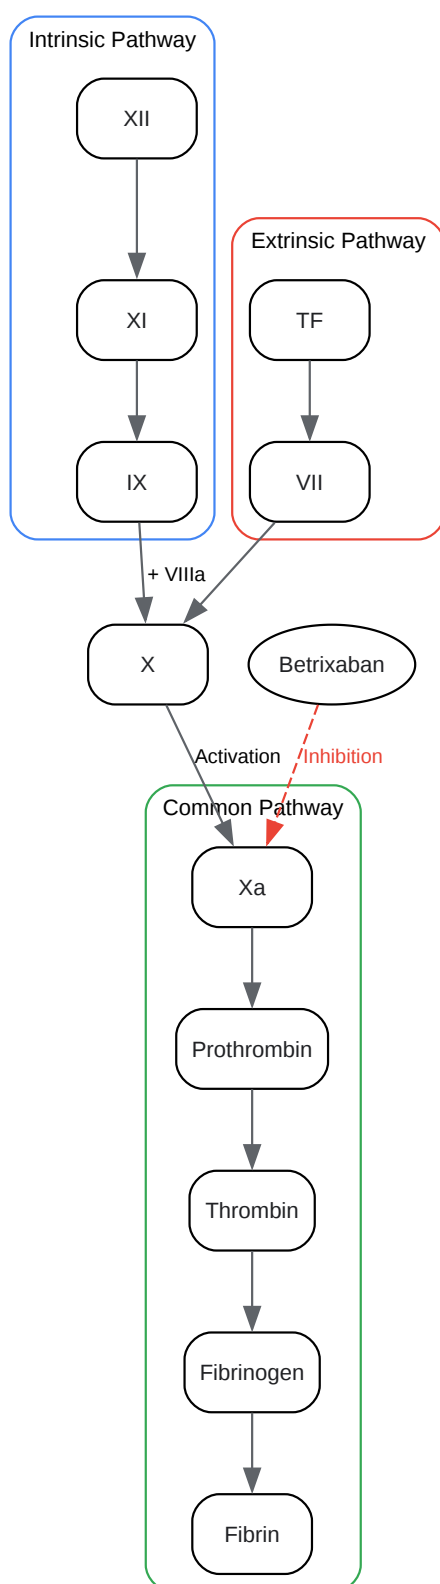 Intrinsic Pathway
XII
Extrinsic Pathway
XI
TF
IX
VII
+ VIIIa
X
Betrixaban
Activation
Inhibition
Common Pathway
Xa
Prothrombin
Thrombin
Fibrinogen
Fibrin